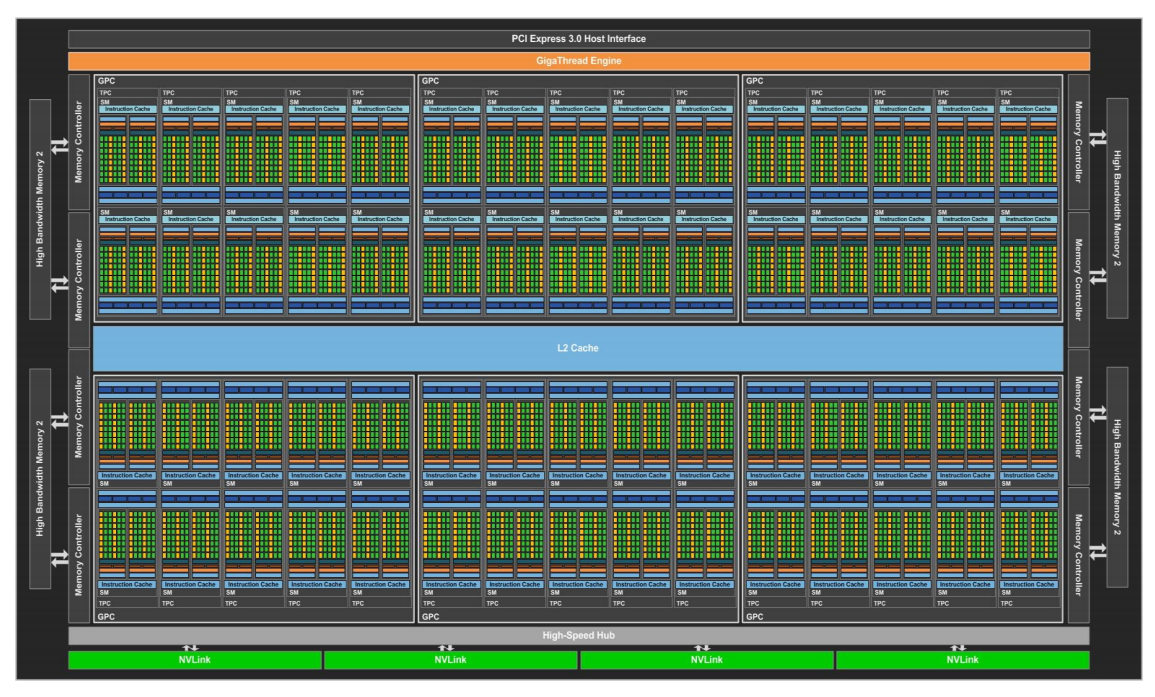 PCI Express 3.0 Host Interface
GigaThread Engine
GPC GPC GPC
TPC TPC TPC TPC TPC TPC TPC TPC TPC TPC TPC TPC TPC TPC TPC
SM SM SM SM SM SM SM SM SM SM SM SM SM SM SM
Instruction Cache Instruction Cache Instruction Cache Instruction Cache Instruction Cache Instruction Cache Instruction Cache Instruction Cache Instruction Cache Instruction Cache Instruction Cache Instruction Cache Instruction Cache Instruction Cache Instruction Cache
High Bandwidth Memory 2
Memory Controller
Memory Controller
Memory Controller
Memory Controller
High Bandwidth Memory 2
SM SM SM SM SM SM SM SM SM SM SM SM SM SM SM
Instruction Cache Instruction Cache Instruction Cache Instruction Cache Instruction Cache Instruction Cache Instruction Cache Instruction Cache Instruction Cache Instruction Cache Instruction Cache Instruction Cache Instruction Cache Instruction Cache Instruction Cache
L2 Cache
High Bandwidth Memory 2
Memory Controller
Memory Controller
Memory Controller
Memory Controller
High Bandwidth Memory 2
Instruction Cache Instruction Cache Instruction Cache Instruction Cache Instruction Cache Instruction Cache Instruction Cache Instruction Cache Instruction Cache Instruction Cache Instruction Cache Instruction Cache Instruction Cache Instruction Cache Instruction Cache
SM SM SM SM SM SM SM SM SM SM SM SM SM SM SM
Instruction Cache Instruction Cache Instruction Cache Instruction Cache Instruction Cache Instruction Cache Instruction Cache Instruction Cache Instruction Cache Instruction Cache Instruction Cache Instruction Cache Instruction Cache Instruction Cache Instruction Cache
SM SM SM SM SM SM SM SM SM SM SM SM SM SM SM
TPC TPC TPC TPC TPC TPC TPC TPC TPC TPC TPC TPC TPC TPC TPC
GPC GPC GPC
High-Speed Hub
NVLink NVLink NVLink NVLink